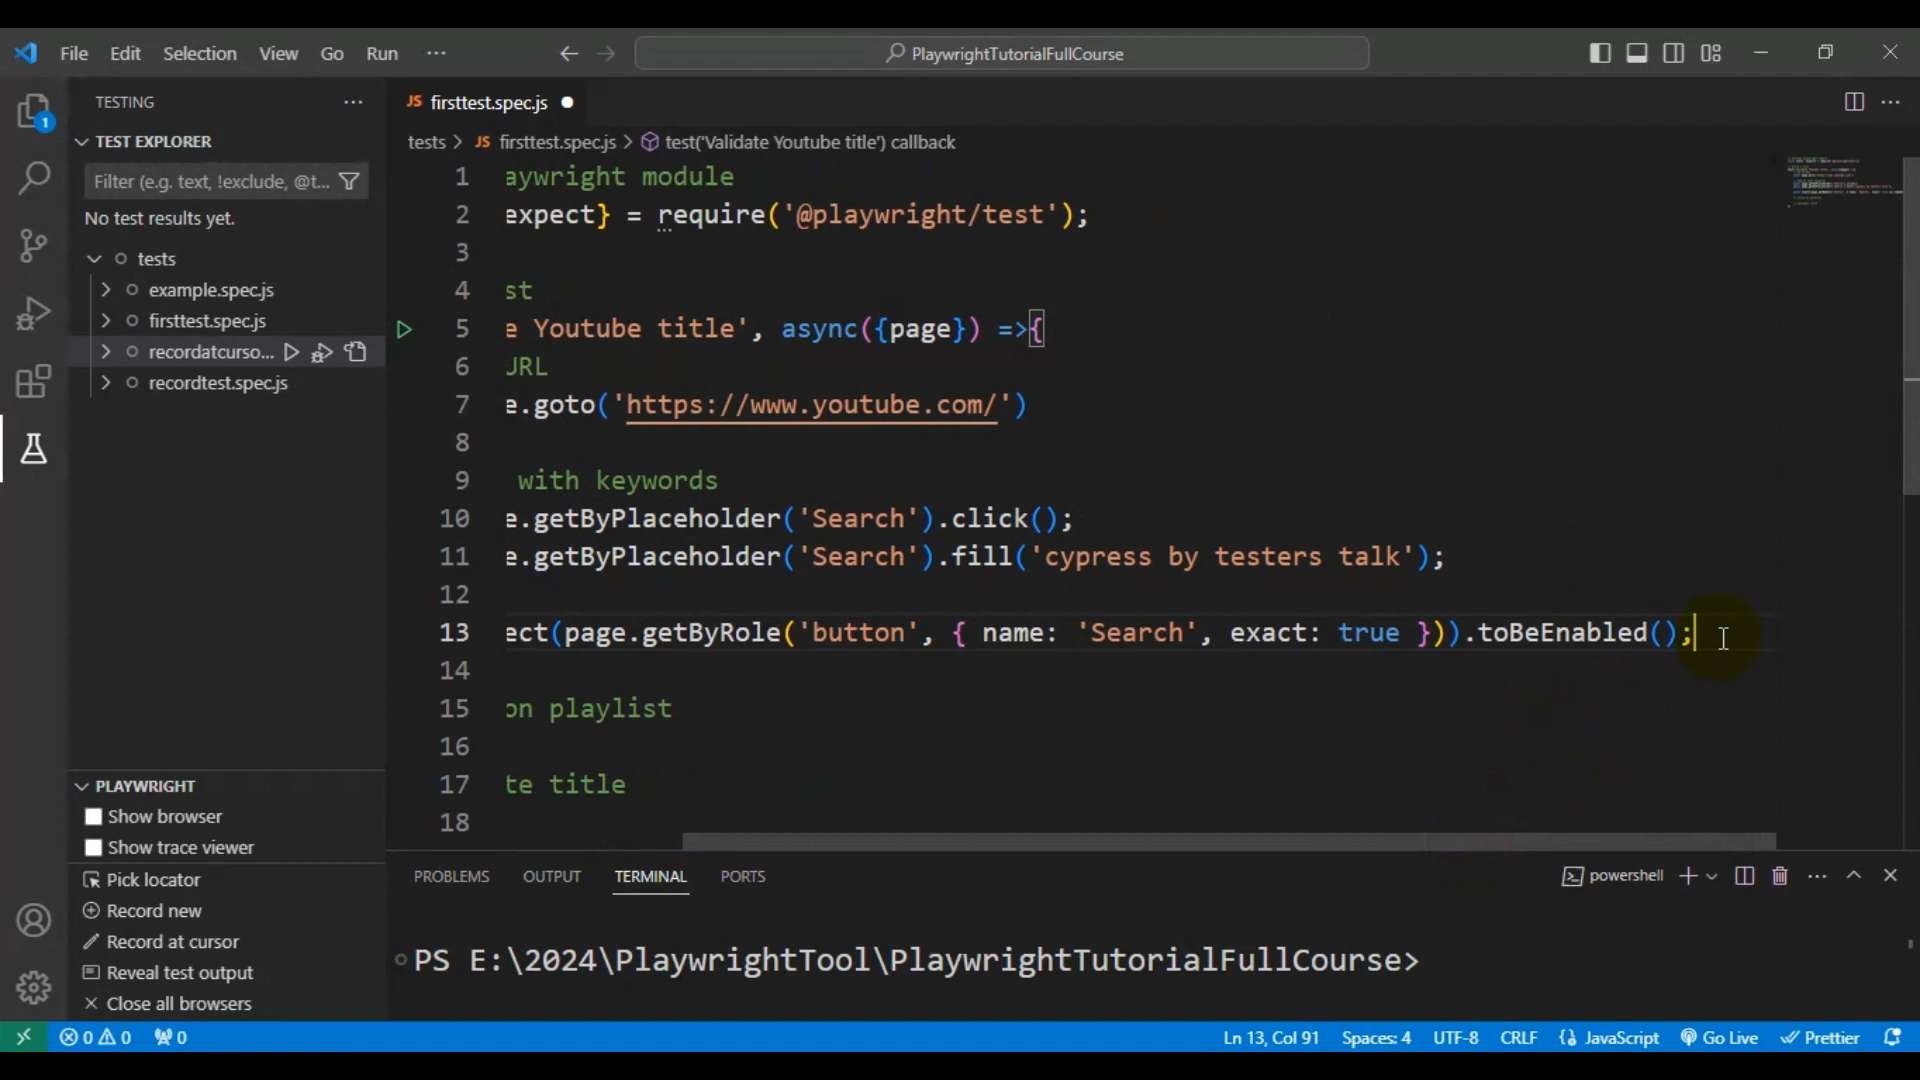 File Edit Selection View Go Run ···
PlaywrightTutorialFullCourse
TESTING ···
TEST EXPLORER
Filter (e.g. text, !exclude, @t...
No test results yet.
tests
example.spec.js
firsttest.spec.js
recordatcurso...
recordtest.spec.js
PLAYWRIGHT
Show browser
Show trace viewer
Pick locator
Record new
Record at cursor
Reveal test output
Close all browsers
1
JS firsttest.spec.js
tests > JS firsttest.spec.js > test('Validate Youtube title') callback
1 aywright module
2 expect} = require('@playwright/test');
3
4 st
5 e Youtube title', async({page}) =>{
6 URL
7 e.goto('https://www.youtube.com/')
8
9 with keywords
10 e.getByPlaceholder('Search').click();
11 e.getByPlaceholder('Search').fill('cypress by testers talk');
12
13 ect(page.getByRole('button', { name: 'Search', exact: true })).toBeEnabled();
14
15 on playlist
16
17 te title
18
PROBLEMS OUTPUT TERMINAL PORTS
powershell
PS E:\2024\PlaywrightTool\PlaywrightTutorialFullCourse>
0 0 0
Ln 13, Col 91 Spaces: 4 UTF-8 CRLF JavaScript Go Live Prettier